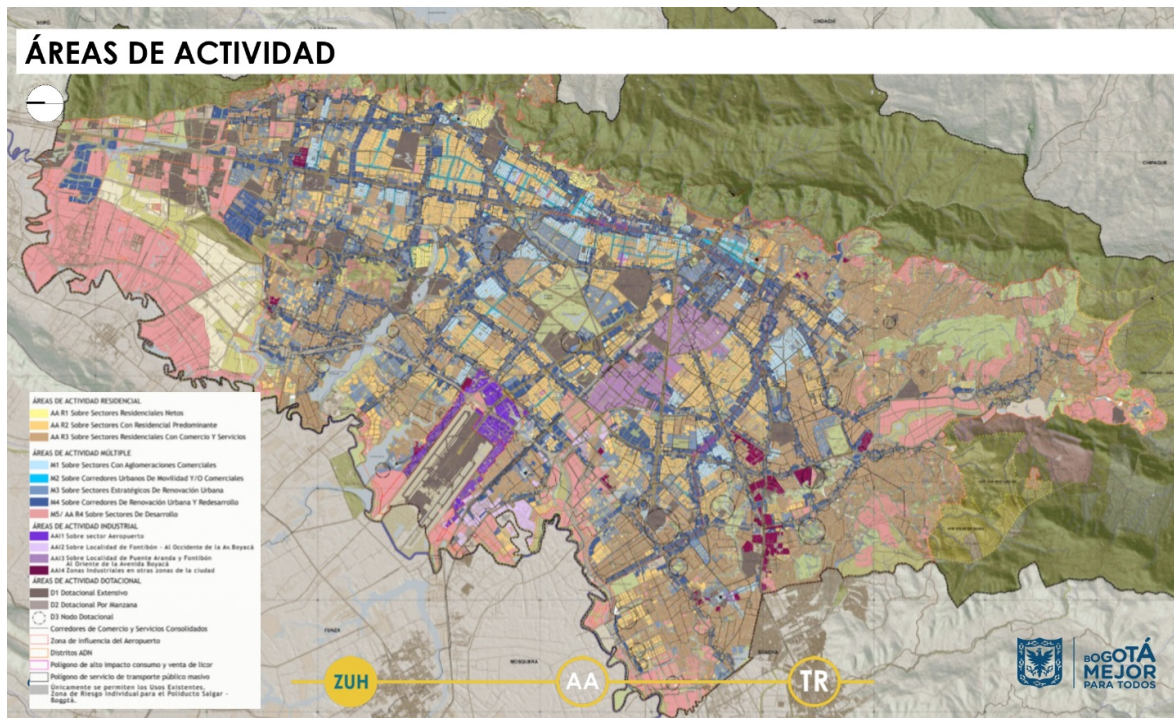 SOPÓ
CHOACHÍ
ÁREAS DE ACTIVIDAD
CHIPAQUE
ÁREAS DE ACTIVIDAD RESIDENCIAL
AA R1 Sobre Sectores Residenciales Netos
AA R2 Sobre Sectores Con Residencial Predominante
AA R3 Sobre Sectores Residenciales Con Comercio Y Servicios
ÁREAS DE ACTIVIDAD MÚLTIPLE
M1 Sobre Sectores Con Aglomeraciones Comerciales
M2 Sobre Corredores Urbanos De Movilidad Y/O Comerciales
M3 Sobre Sectores Estratégicos De Renovación Urbana
M4 Sobre Corredores De Renovación Urbana Y Redesarrollo
M5/ AA R4 Sobre Sectores De Desarrollo
ÁREAS DE ACTIVIDAD INDUSTRIAL
AAI1 Sobre sector Aeropuerto
AAI2 Sobre Localidad de Fontibón - Al Occidente de la Av Boyacá
AAI3 Sobre Localidad de Puente Aranda y Fontibón
Al Oriente de la Avenida Boyacá
AAI4 Zonas Industriales en otras zonas de la ciudad
ÁREAS DE ACTIVIDAD DOTACIONAL
D1 Dotacional Extensivo
D2 Dotacional Por Manzana
D3 Nodo Dotacional
Corredores de Comercio y Servicios Consolidados
Zona de influencia del Aeropuerto
Distritos ADN
Polígono de alto impacto consumo y venta de licor
Polígono de servicio de transporte público masivo
Únicamente se permiten los Usos Existentes.
Zona de Riesgo Individual para el Poliducto Salgar -
Bogotá.
FUNZA
MOSQUERA
SOACHA
ZUH
AA
TR
BOGOTÁ
MEJOR
PARA TODOS